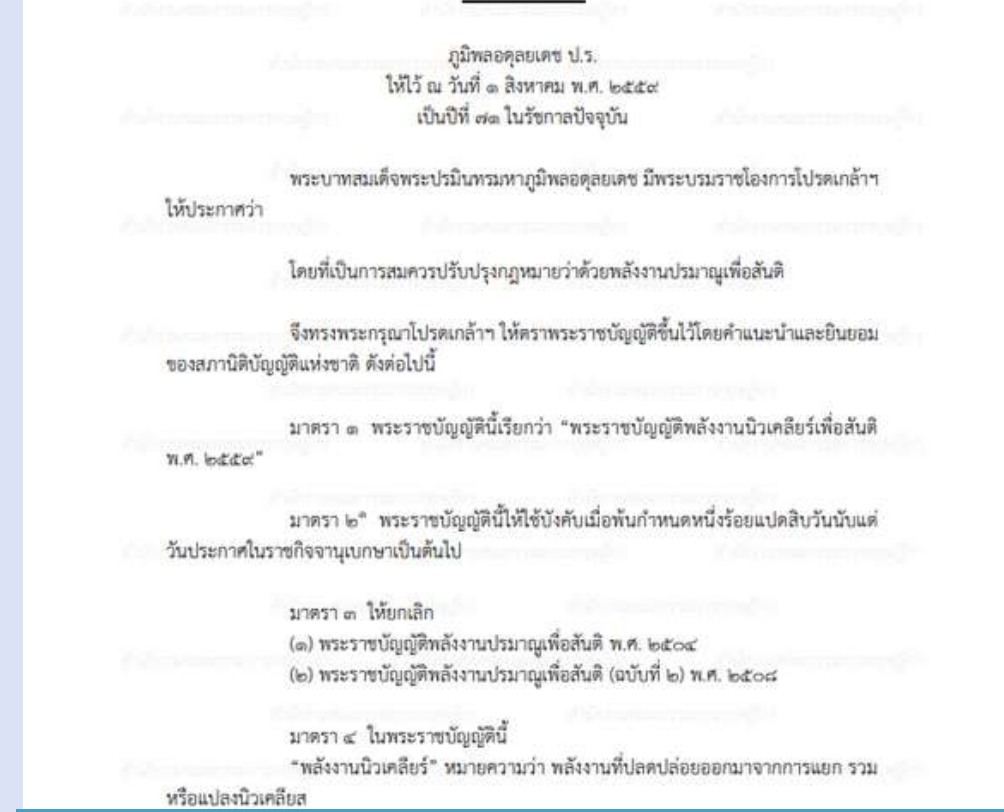 ภูมิพลอดุลยเดช ป.ร.
ให้ไว้ ณ วันที่ ๑ สิงหาคม พ.ศ. ๒๕๕๙
เป็นปีที่ ๗๑ ในรัชกาลปัจจุบัน
พระบาทสมเด็จพระปรมินทรมหาภูมิพลอดุลยเดช มีพระบรมราชโองการโปรดเกล้าฯ
ให้ประกาศว่า
โดยที่เป็นการสมควรปรับปรุงกฎหมายว่าด้วยพลังงานปรมาณูเพื่อสันติ
จึงทรงพระกรุณาโปรดเกล้าฯ ให้ตราพระราชบัญญัติขึ้นไว้โดยคำแนะนำและยินยอม
ของสภานิติบัญญัติแห่งชาติ ดังต่อไปนี้
มาตรา ๑ พระราชบัญญัตินี้เรียกว่า “พระราชบัญญัติพลังงานนิวเคลียร์เพื่อสันติ
พ.ศ. ๒๕๕๙”
มาตรา ๒๑ พระราชบัญญัตินี้ให้ใช้บังคับเมื่อพ้นกำหนดหนึ่งร้อยแปดสิบวันนับแต่
วันประกาศในราชกิจจานุเบกษาเป็นต้นไป
มาตรา ๓ ให้ยกเลิก
(๑) พระราชบัญญัติพลังงานปรมาณูเพื่อสันติ พ.ศ. ๒๕๐๔
(๒) พระราชบัญญัติพลังงานปรมาณูเพื่อสันติ (ฉบับที่ ๒) พ.ศ. ๒๕๐๘
มาตรา ๔ ในพระราชบัญญัตินี้
“พลังงานนิวเคลียร์” หมายความว่า พลังงานที่ปลดปล่อยออกมาจากการแยก รวม
หรือแปลงนิวเคลียส